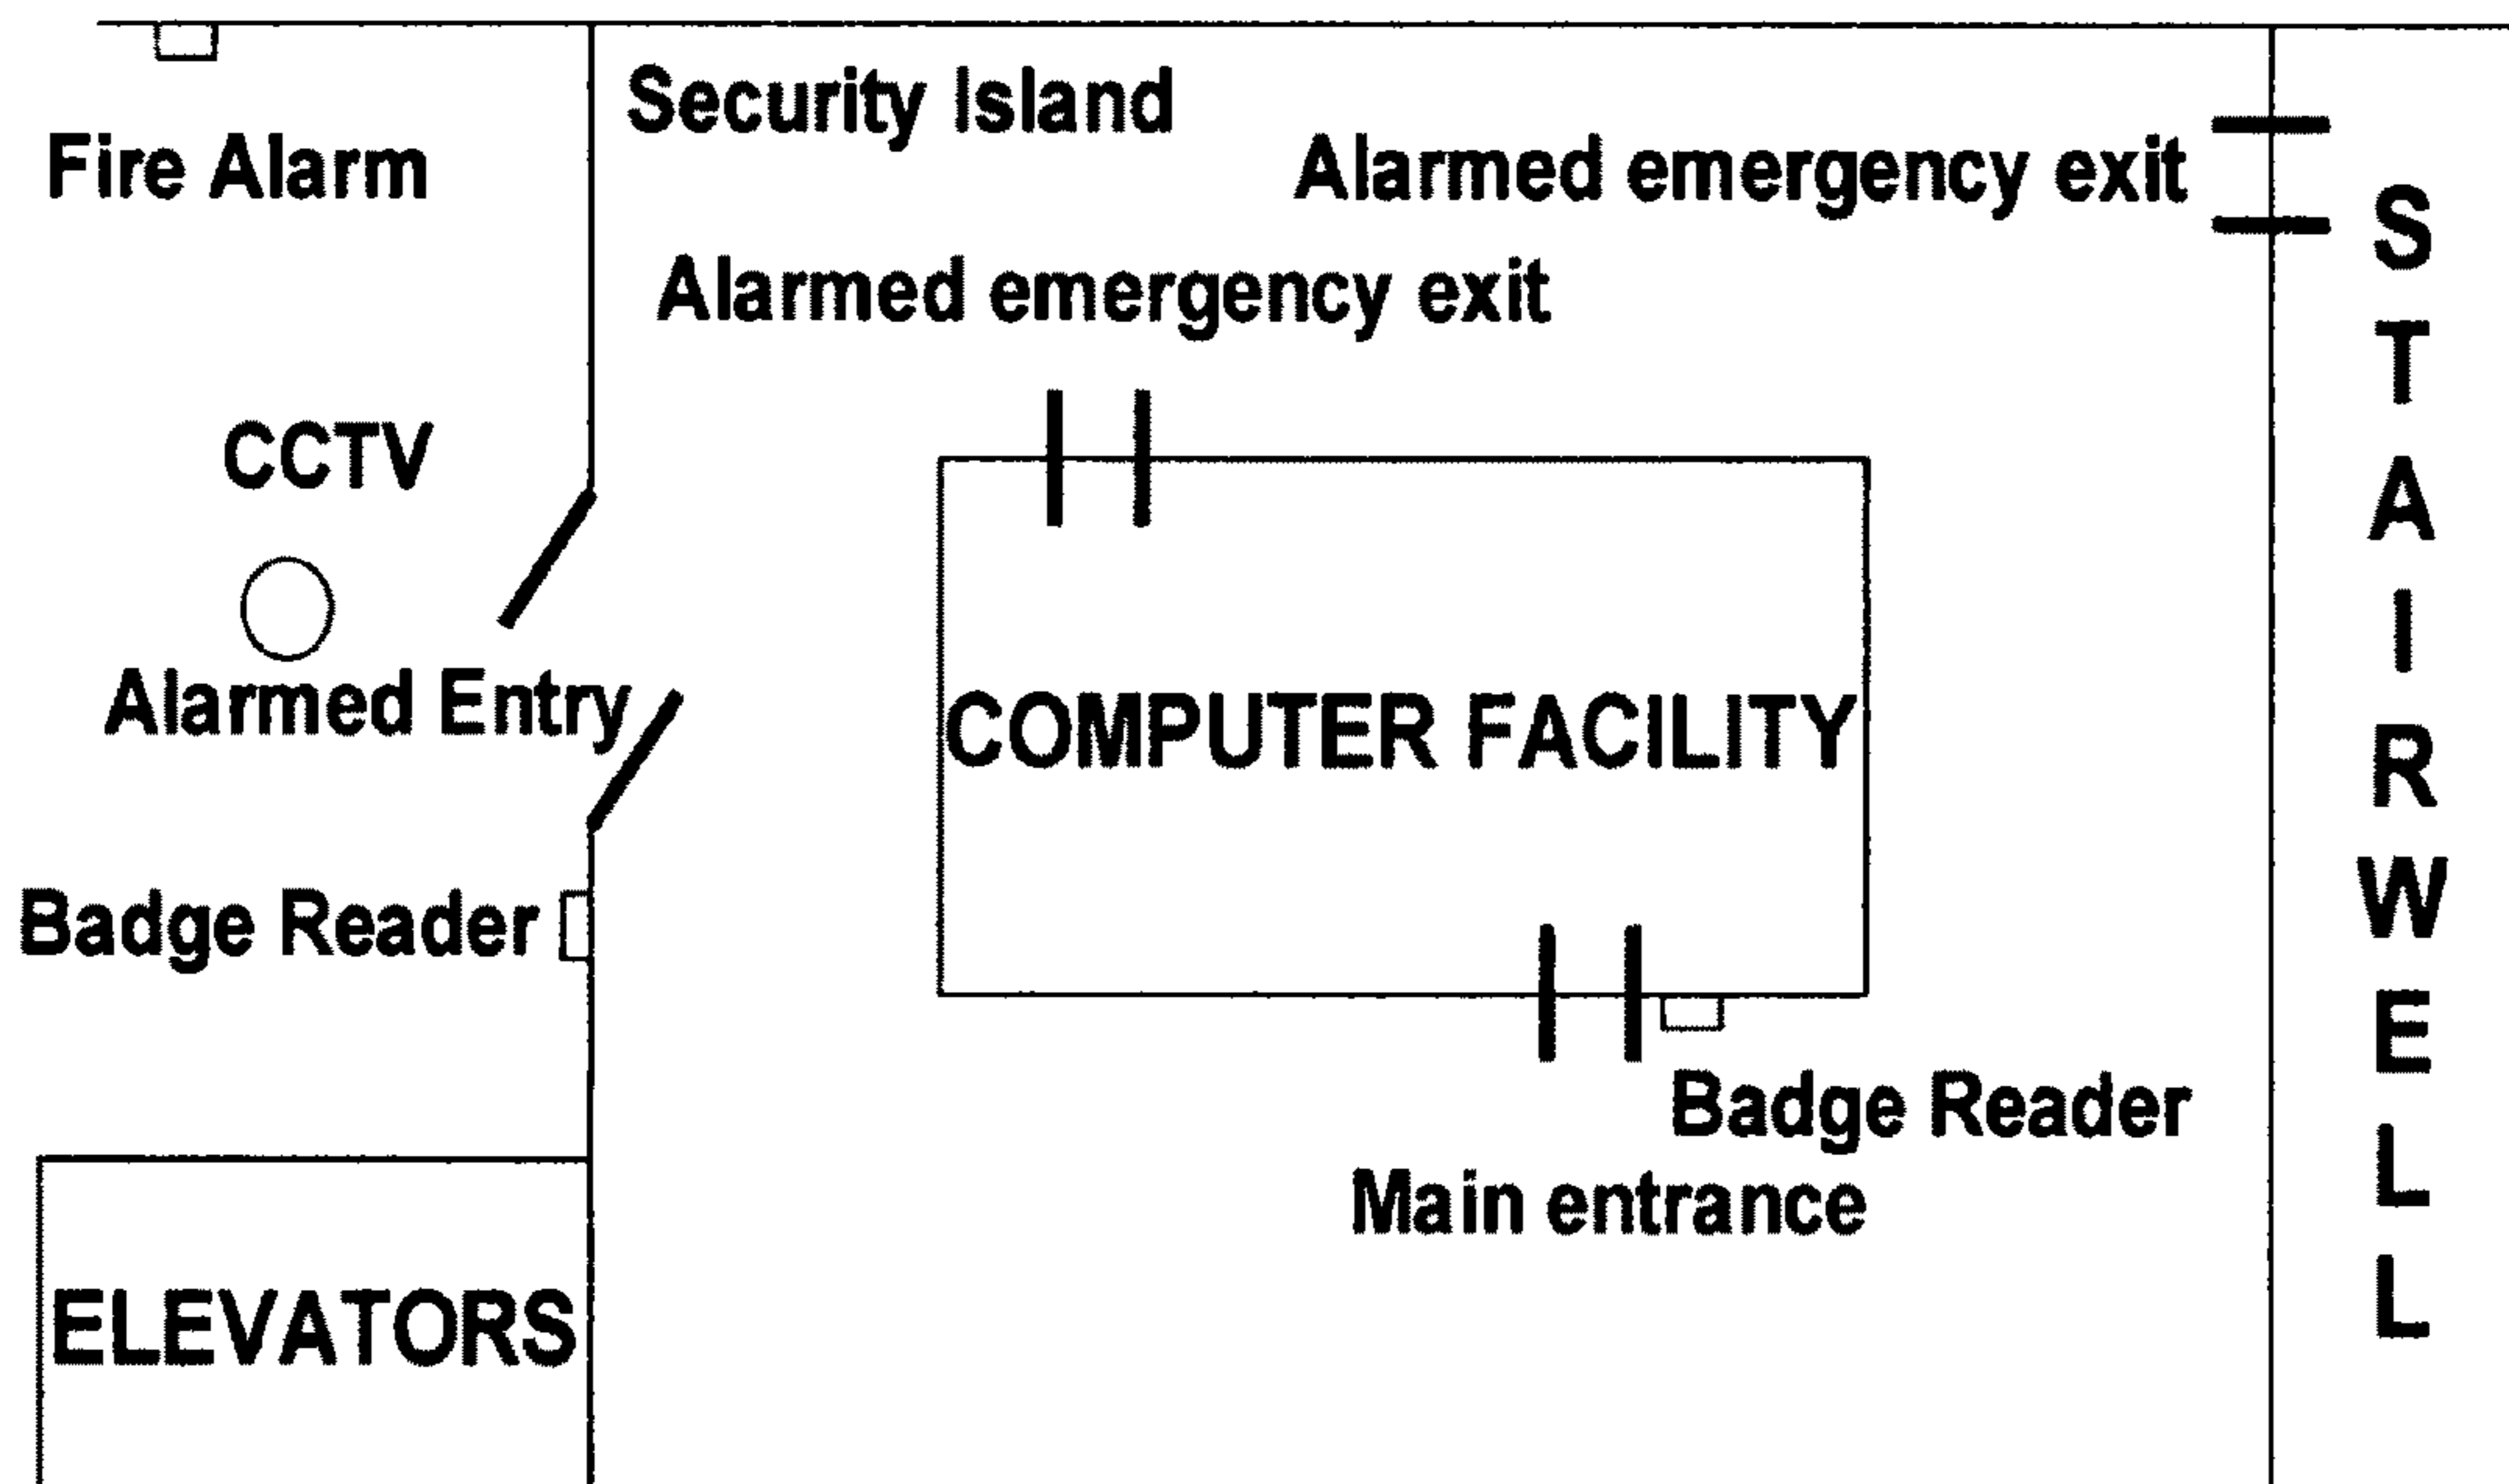 Security Island
Fire Alarm
Alarmed emergency exit
Alarmed emergency exit
CCTV
Alarmed Entry
COMPUTER FACILITY
Badge Reader
Badge Reader
Main entrance
ELEVATORS
STAIRWELL